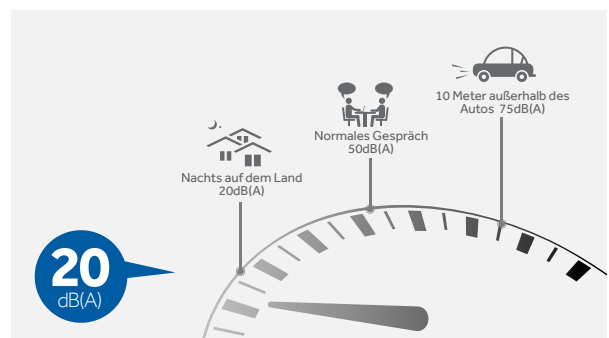 10 Meter außerhalb des
Autos 75dB(A)
Normales Gespräch
50dB(A)
Nachts auf dem Land
20dB(A)
20
dB(A)